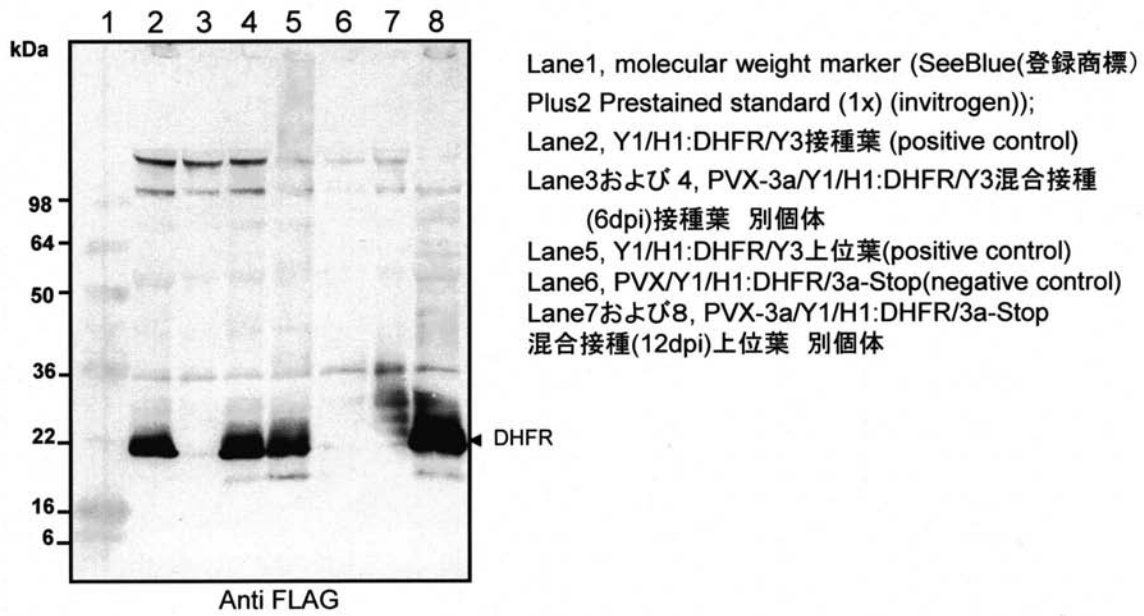 1 2 3 4 5 6 7 8
kDa
98
64
50
36
22
16
6
DHFR
Anti FLAG
Lane1, molecular weight marker (SeeBlue(登録商標)
Plus2 Prestained standard (1x) (invitrogen));
Lane2, Y1/H1:DHFR/Y3接種葉 (positive control)
Lane3および 4, PVX-3a/Y1/H1:DHFR/Y3混合接種
(6dpi)接種葉 別個体
Lane5, Y1/H1:DHFR/Y3上位葉(positive control)
Lane6, PVX/Y1/H1:DHFR/3a-Stop(negative control)
Lane7および8, PVX-3a/Y1/H1:DHFR/3a-Stop
混合接種(12dpi)上位葉 別個体